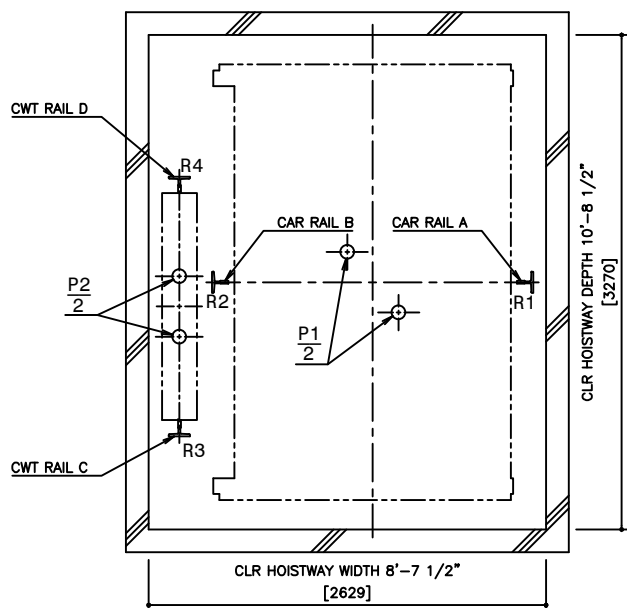 CWT RAIL D
R4
CAR RAIL B
CAR RAIL A
P2
2
R2
R1
P1
2
R3
CWT RAIL C
CLR HOISTWAY DEPTH 10'-8 1/2"
[3270]
CLR HOISTWAY WIDTH 8'-7 1/2"
[2629]